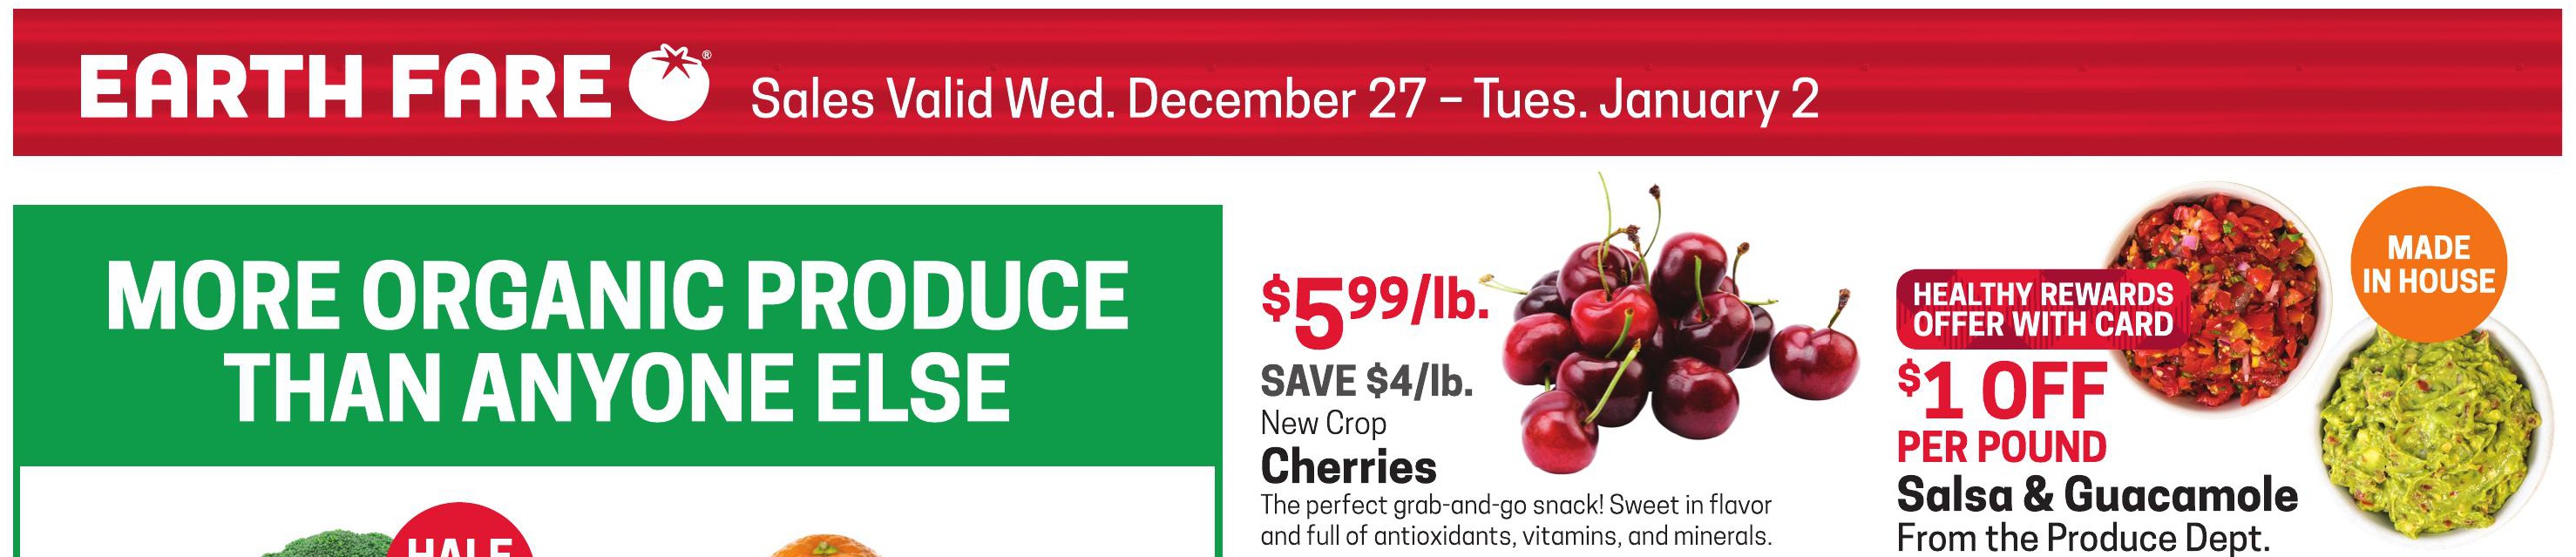 EARTH FARE ®
Sales Valid Wed. December 27 – Tues. January 2
MORE ORGANIC PRODUCE
THAN ANYONE ELSE
HALF
$5 99/lb.
SAVE $4/lb.
New Crop
Cherries
The perfect grab-and-go snack! Sweet in flavor
and full of antioxidants, vitamins, and minerals.
MADE
IN HOUSE
HEALTHY REWARDS
OFFER WITH CARD
$1 OFF
PER POUND
Salsa & Guacamole
From the Produce Dept.